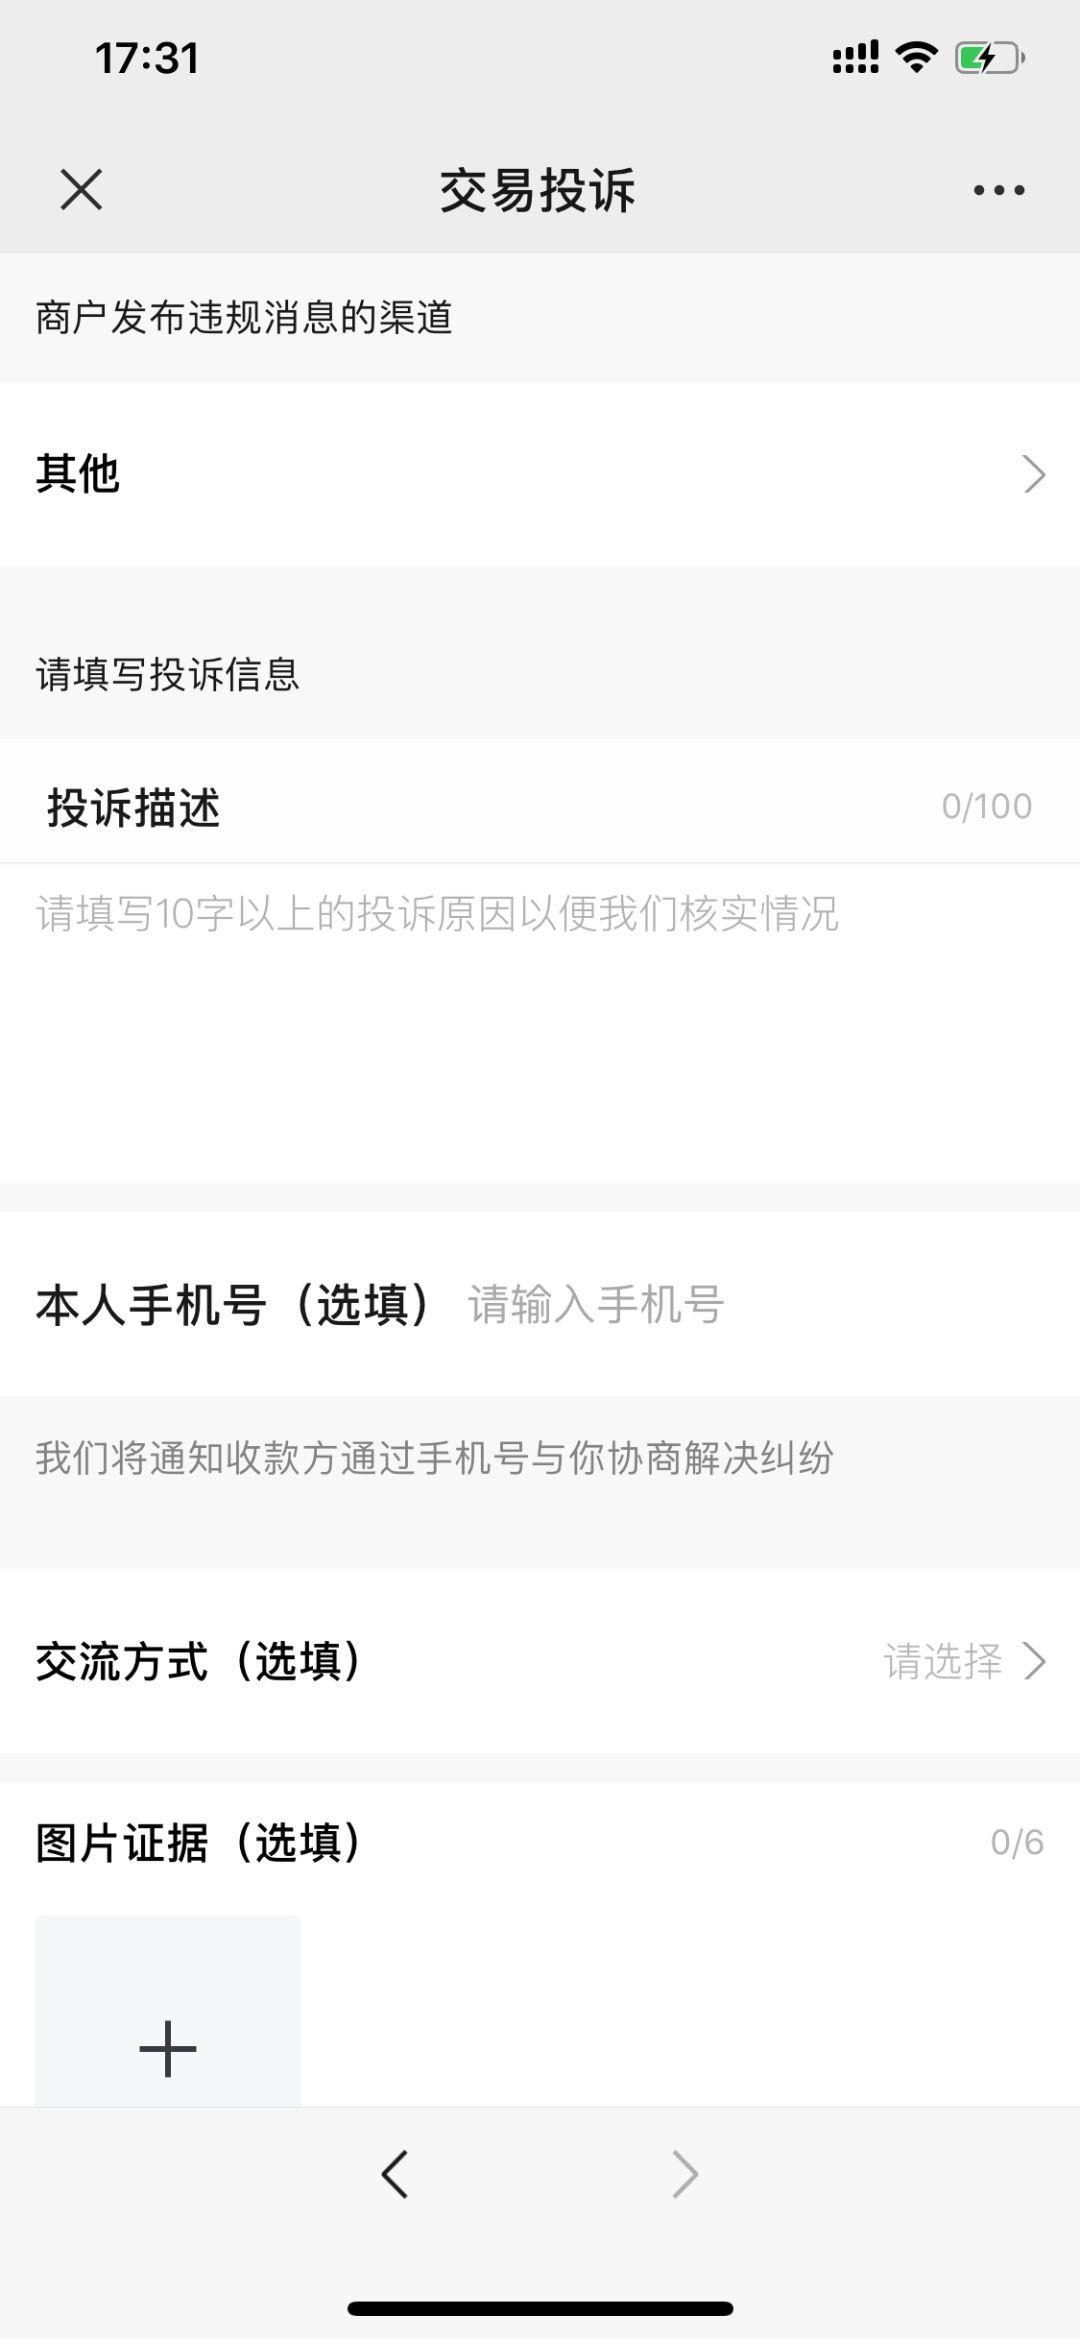 17:31
交易投诉
商户发布违规消息的渠道
其他
请填写投诉信息
投诉描述 0/100
请填写10字以上的投诉原因以便我们核实情况
本人手机号（选填） 请输入手机号
我们将通知收款方通过手机号与你协商解决纠纷
交流方式（选填） 请选择
图片证据（选填） 0/6